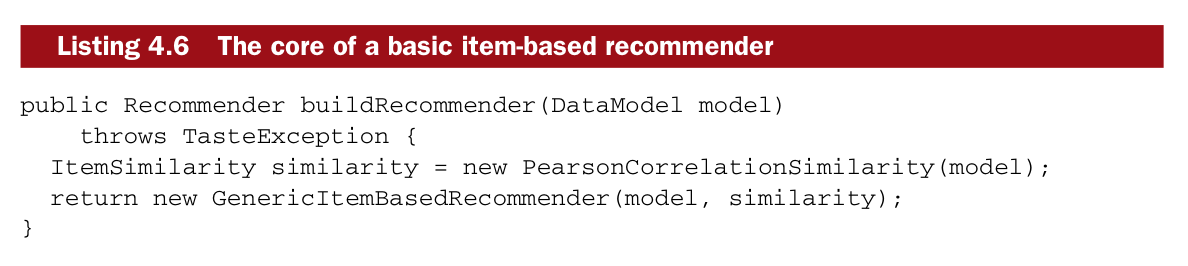 Listing 4.6 The core of a basic item-based recommender
public Recommender buildRecommender(DataModel model)
    throws TasteException {
  ItemSimilarity similarity = new PearsonCorrelationSimilarity(model);
  return new GenericItemBasedRecommender(model, similarity);
}